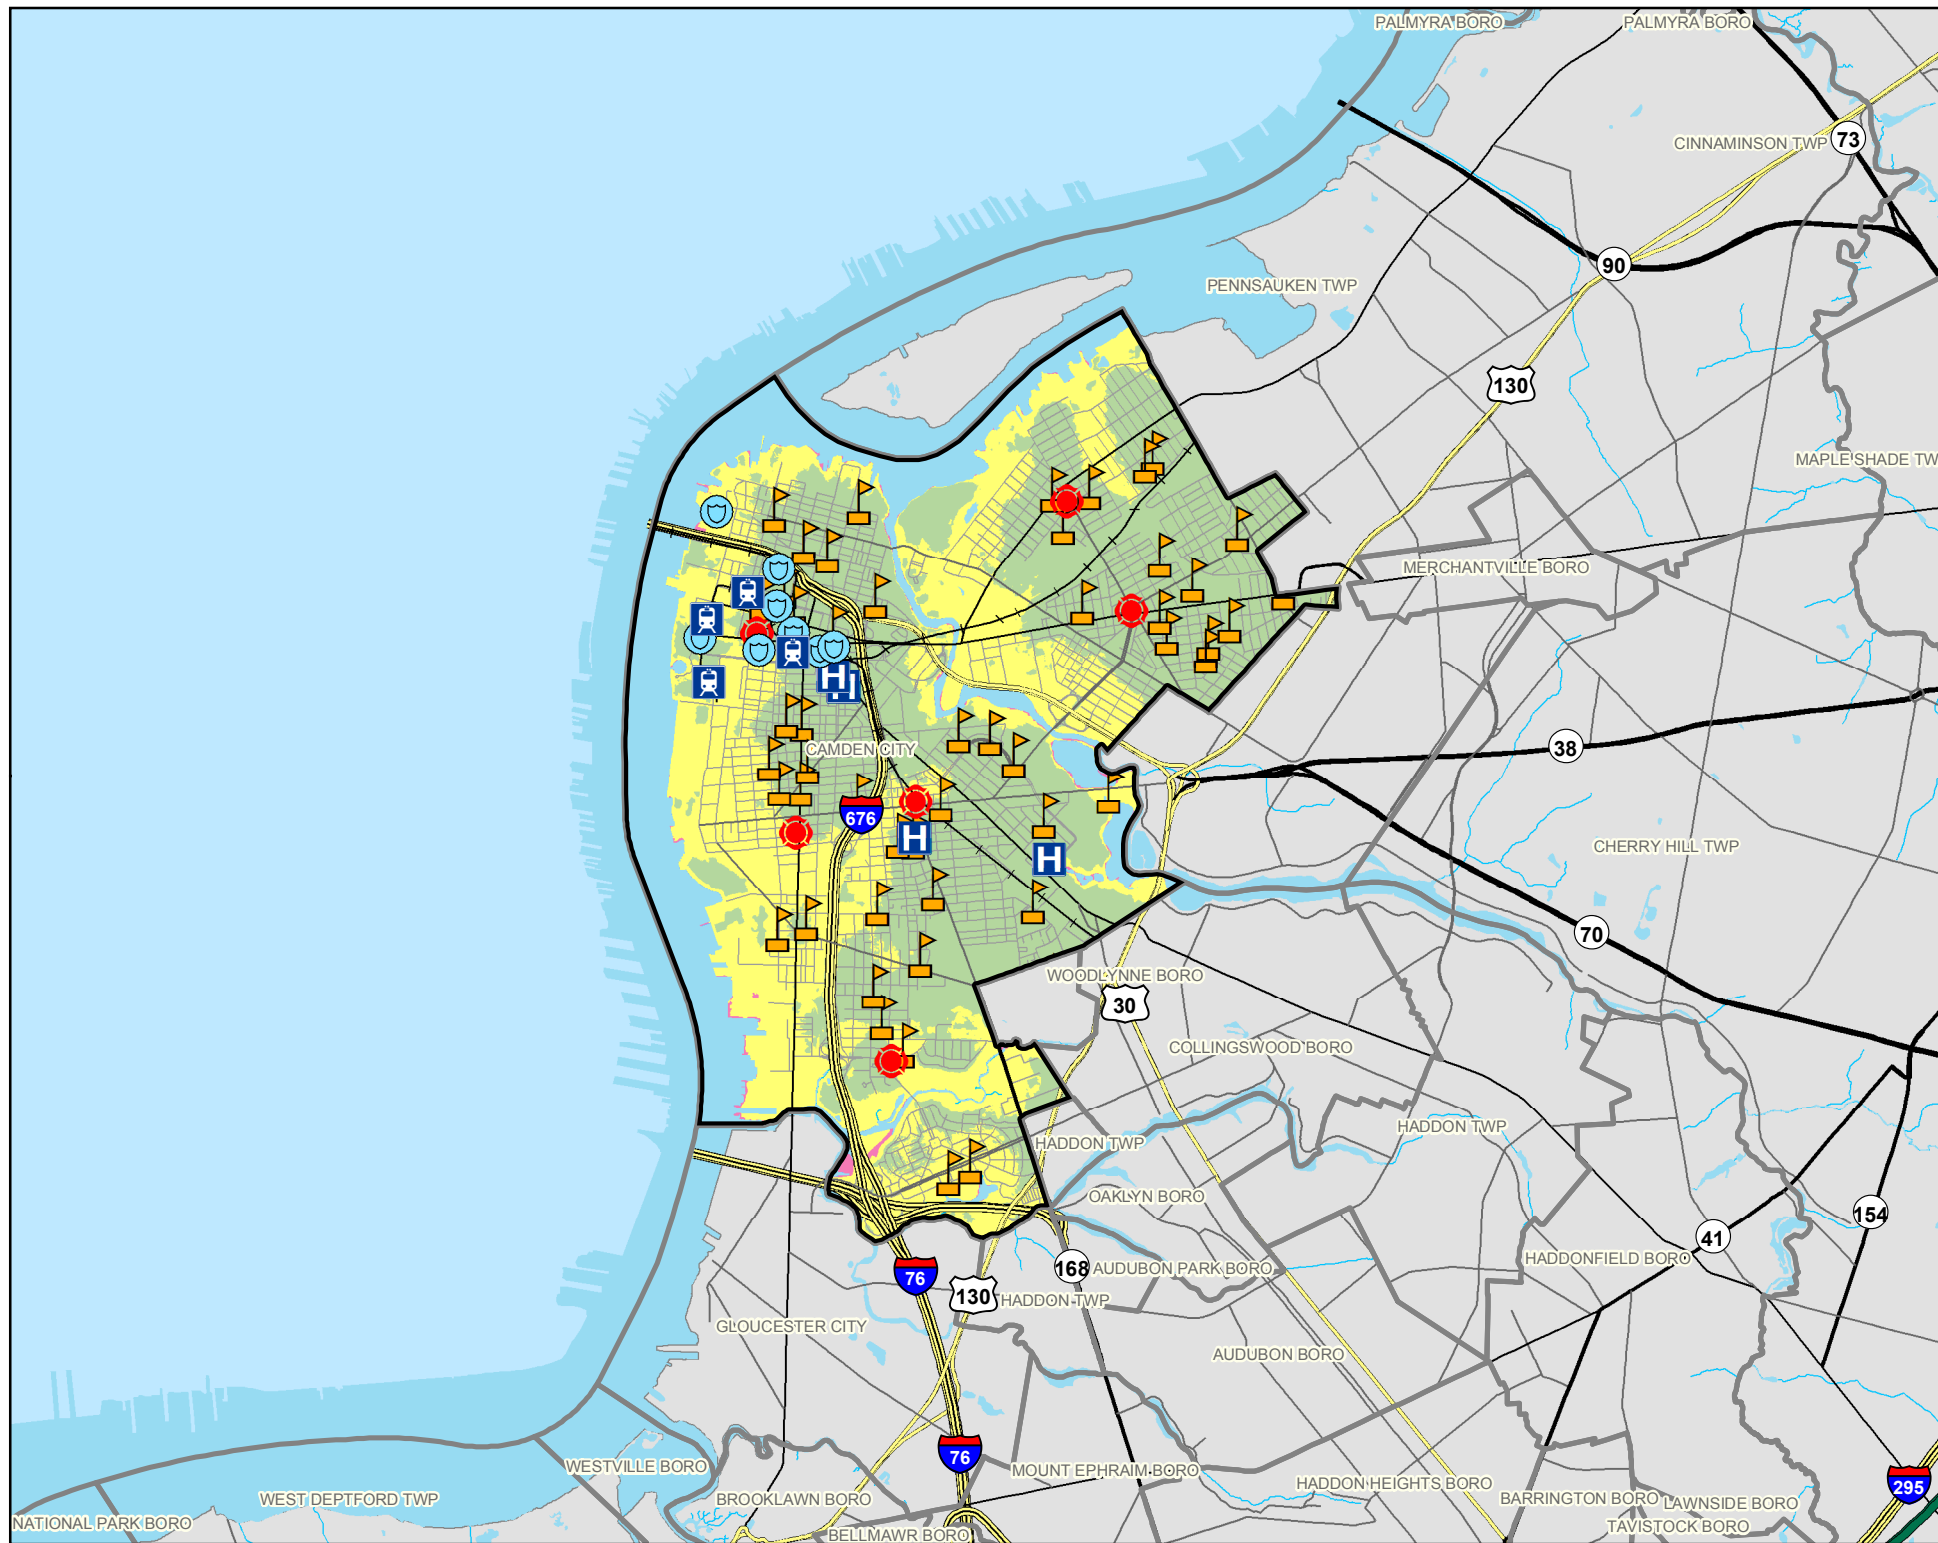 PALMYRA BORO
PALMYRA BORO
CINNAMINSON TWP
73
90
PENNSAUKEN TWP
130
MAPLE SHADE TW
MERCHANTVILLE BORO
H
H
CAMDEN CITY
38
676
H
H
CHERRY HILL TWP
70
WOODLYNNE BORO
30
COLLINGSWOOD BORO
HADDON TWP
HADDON TWP
OAKLYN BORO
154
41
HADDONFIELD BORO
168
AUDUBON PARK BORO
76
130
HADDON TWP
GLOUCESTER CITY
AUDUBON BORO
76
WESTVILLE BORO
MOUNT EPHRAIM BORO
HADDON HEIGHTS BORO
295
WEST DEPTFORD TWP
BROOKLAWN BORO
BARRINGTON BORO
LAWNSIDE BORO
NATIONAL PARK BORO
TAVISTOCK BORO
BELLMAWR BORO